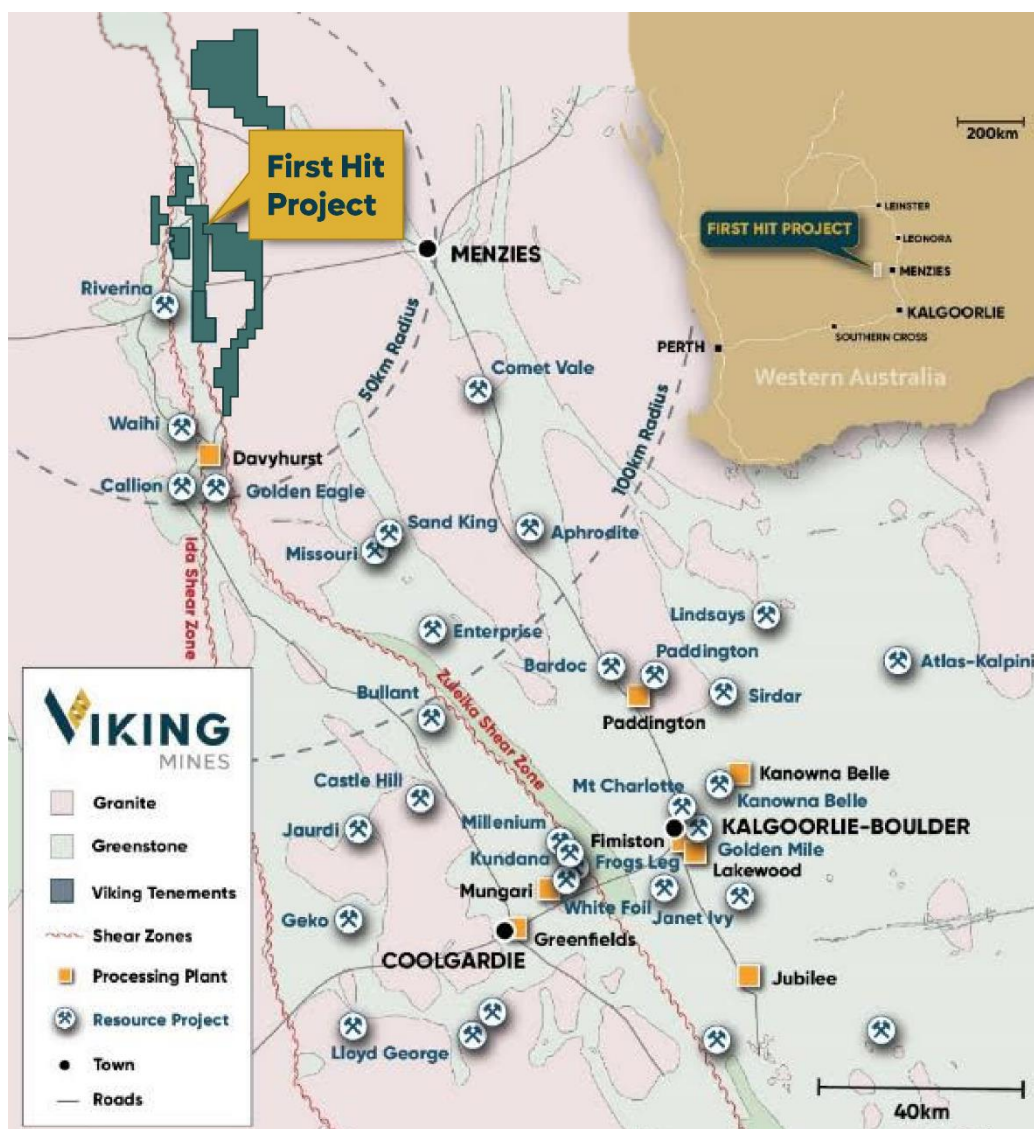 First Hit
Project
200km
LEINSTER
FIRST HIT PROJECT
LEONORA
MENZIES
KALGOORLIE
SOUTHERN CROSS
PERTH
Western Australia
MENZIES
Riverina
50km Radius
Comet Vale
100km Radius
Waihi
Davyhurst
Callion
Golden Eagle
Sand King
Missouri
Aphrodite
Ida Shear Zone
Lindsays
Enterprise
Bardoc
Paddington
Atlas-Kalpini
Sirdar
Paddington
Zuleika Shear Zone
Bullant
VIKING
MINES
Granite
Greenstone
Viking Tenements
Shear Zones
Processing Plant
Resource Project
Town
Roads
Castle Hill
Mt Charlotte
Kanowna Belle
Kanowna Belle
Jaurdi
Millenium
Fimiston
KALGOORLIE-BOULDER
Kundana
Frogs Leg
Golden Mile
Lakewood
Mungari
White Foil
Janet Ivy
Geko
Greenfields
COOLGARDIE
Jubilee
Lloyd George
40km